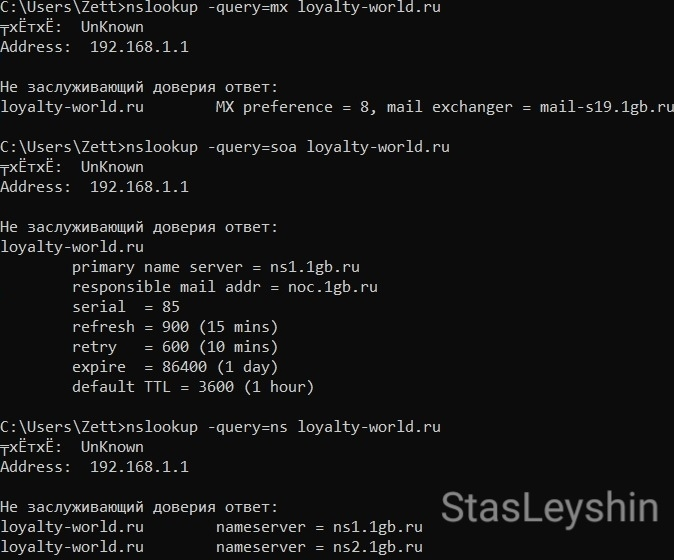 C:\Users\Zett>nslookup -query=mx loyalty-world.ru
╤хЁтхЁ:  UnKnown
Address:  192.168.1.1
Не заслуживающий доверия ответ:
loyalty-world.ru        MX preference = 8, mail exchanger = mail-s19.1gb.ru
C:\Users\Zett>nslookup -query=soa loyalty-world.ru
╤хЁтхЁ:  UnKnown
Address:  192.168.1.1
Не заслуживающий доверия ответ:
loyalty-world.ru
        primary name server = ns1.1gb.ru
        responsible mail addr = noc.1gb.ru
        serial  = 85
        refresh = 900 (15 mins)
        retry   = 600 (10 mins)
        expire  = 86400 (1 day)
        default TTL = 3600 (1 hour)
C:\Users\Zett>nslookup -query=ns loyalty-world.ru
╤хЁтхЁ:  UnKnown
Address:  192.168.1.1
Не заслуживающий доверия ответ:
loyalty-world.ru        nameserver = ns1.1gb.ru
loyalty-world.ru        nameserver = ns2.1gb.ru
StasLeyshin